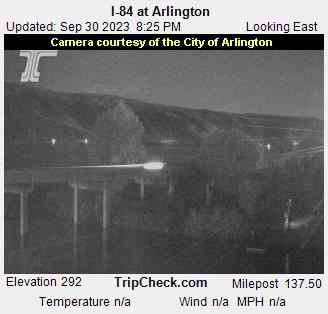 I-84 at Arlington
Updated: Sep 30 2023 8:25 PM Looking East
Camera courtesy of the City of Arlington
Elevation 292 TripCheck.com Milepost 137.50
Temperature n/a Wind n/a MPH n/a